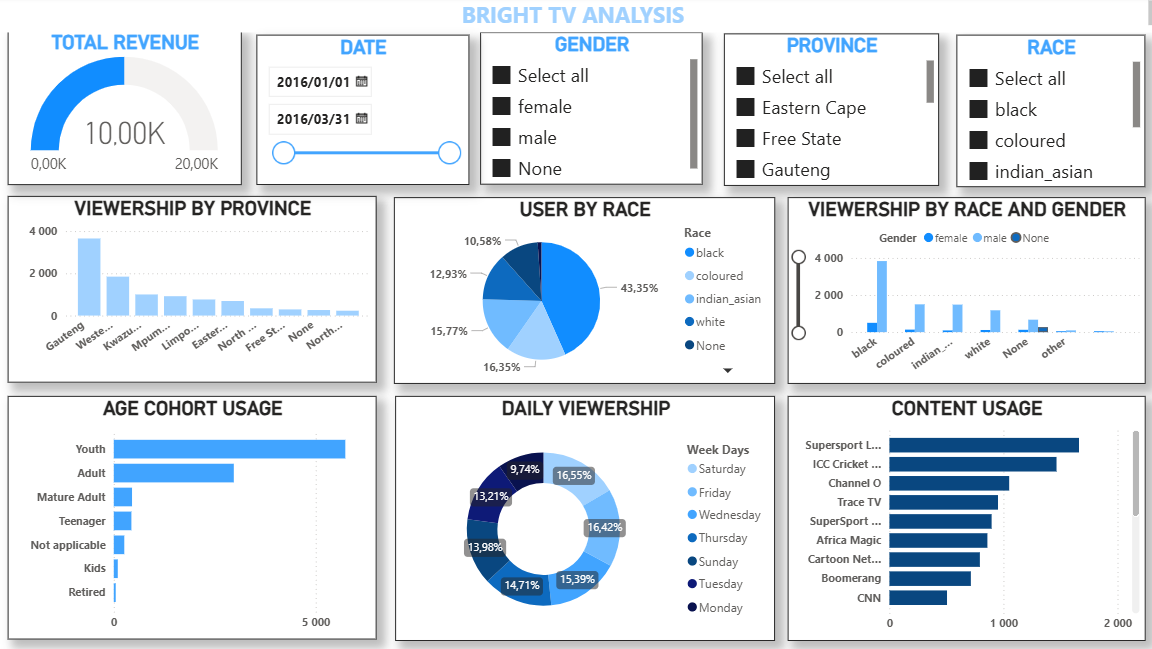 BRIGHT TV ANALYSIS
TOTAL REVENUE
10,00K
0,00K
20,00K
DATE
2016/01/01
2016/03/31
GENDER
Select all
female
male
None
PROVINCE
Select all
Eastern Cape
Free State
Gauteng
RACE
Select all
black
coloured
indian_asian
VIEWERSHIP BY PROVINCE
4 000
2 000
0
Gauteng
Weste...
Kwazu...
Mpum...
Limpo...
Easter...
North ...
Free St...
None
North...
USER BY RACE
10,58%
12,93%
15,77%
16,35%
43,35%
Race
black
coloured
indian_asian
white
None
VIEWERSHIP BY RACE AND GENDER
Gender female male None
4 000
2 000
0
black
coloured
indian_...
white
None
other
AGE COHORT USAGE
Youth
Adult
Mature Adult
Teenager
Not applicable
Kids
Retired
0
5 000
DAILY VIEWERSHIP
9,74%
16,55%
13,21%
16,42%
13,98%
14,71%
15,39%
Week Days
Saturday
Friday
Wednesday
Thursday
Sunday
Tuesday
Monday
CONTENT USAGE
Supersport L...
ICC Cricket ...
Channel O
Trace TV
SuperSport ...
Africa Magic
Cartoon Net...
Boomerang
CNN
0
1 000
2 000